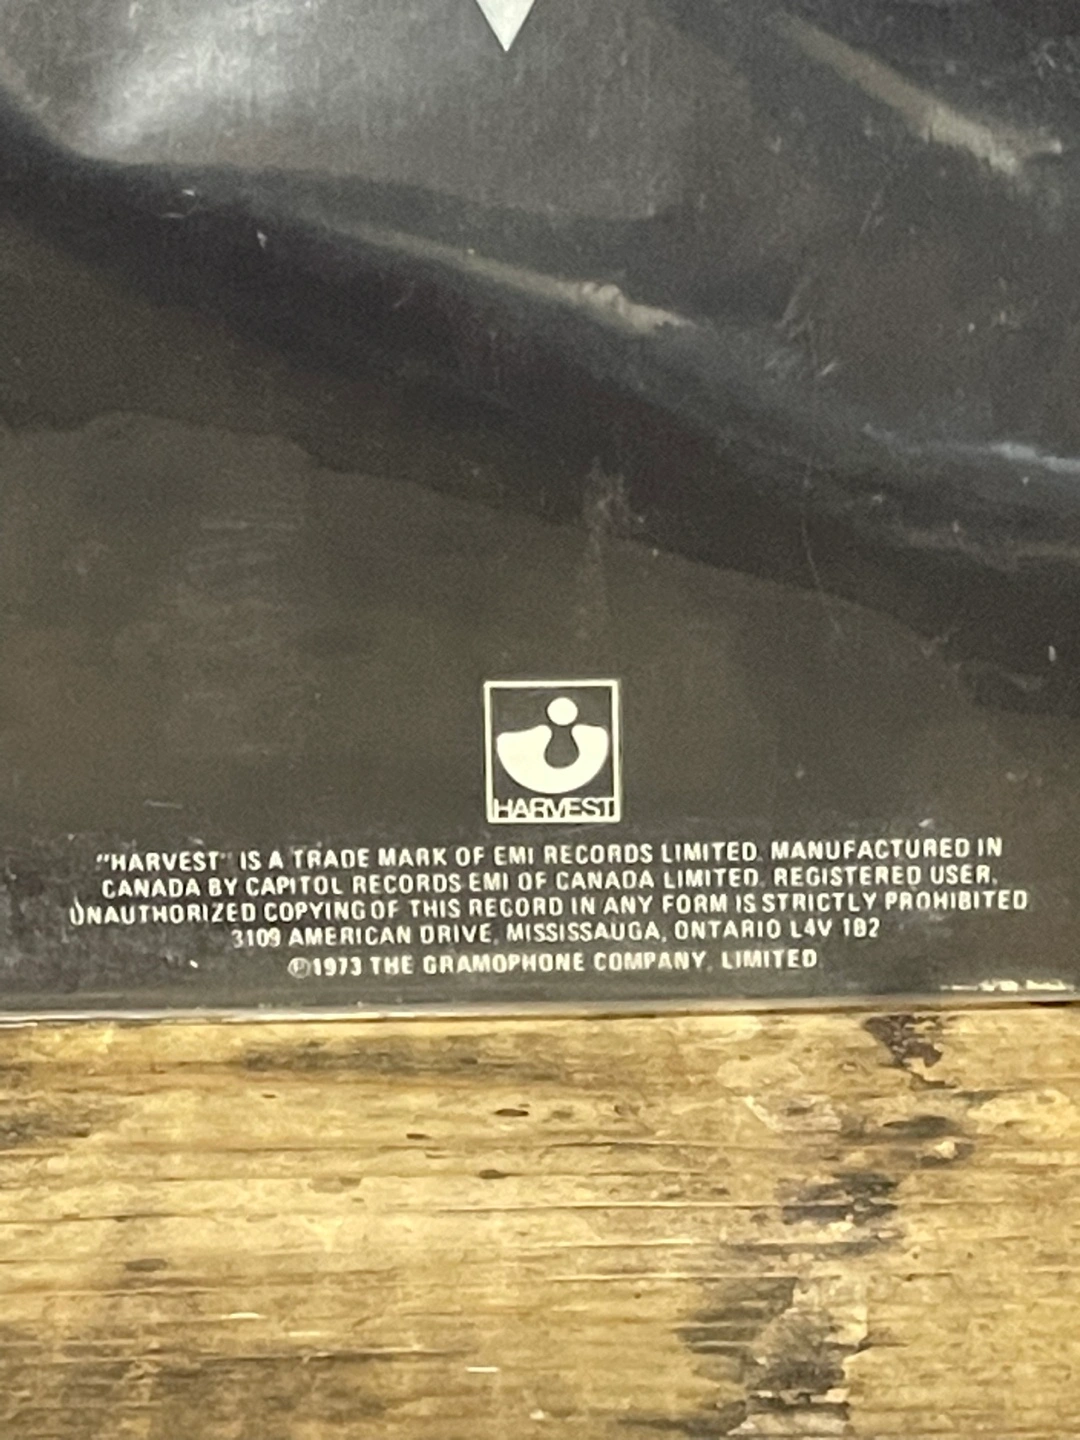 HARVEST
"HARVEST" IS A TRADE MARK OF EMI RECORDS LIMITED. MANUFACTURED IN
CANADA BY CAPITOL RECORDS EMI OF CANADA LIMITED. REGISTERED USER.
UNAUTHORIZED COPYING OF THIS RECORD IN ANY FORM IS STRICTLY PROHIBITED
3109 AMERICAN DRIVE, MISSISSAUGA, ONTARIO L4V 1B2
℗1973 THE GRAMOPHONE COMPANY, LIMITED